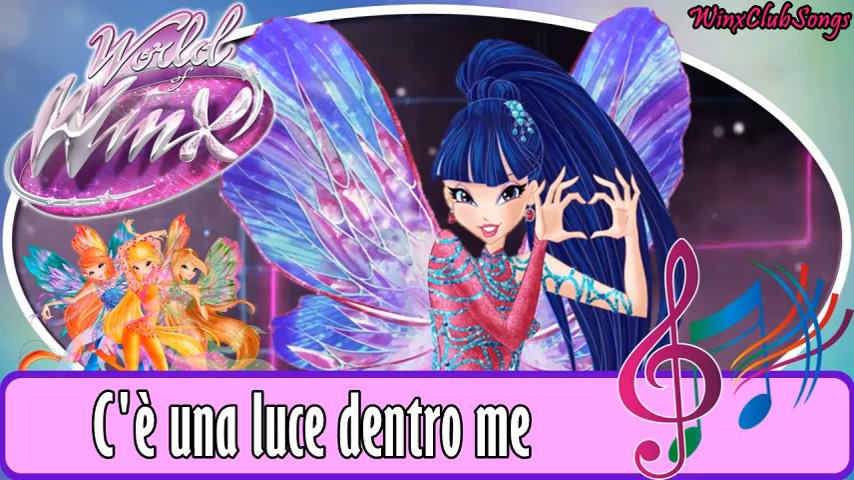 WinxClubSongs
World
of
Winx
C'è una luce dentro me